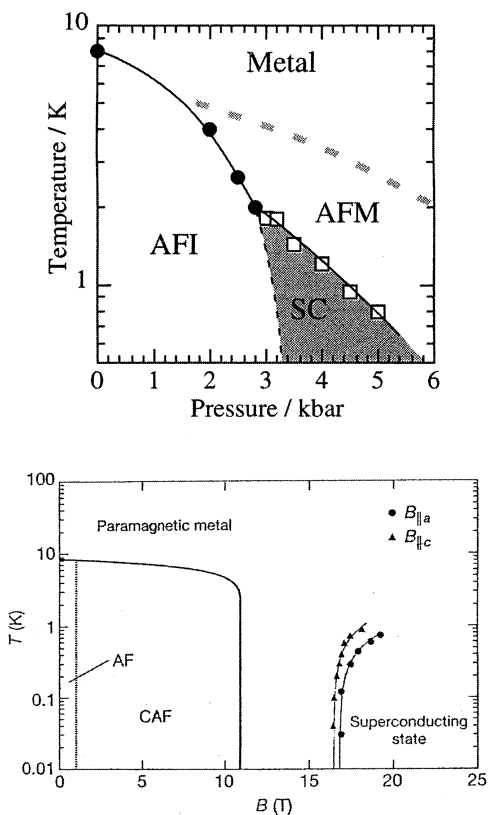 10
Metal
Temperature / K
AFM
AFI
1
SC
0 1 2 3 4 5 6
Pressure / kbar
100
Paramagnetic metal
B||a
B||c
10
T (K)
1
AF
0.1
CAF
Superconducting
state
0.01
0 5 10 15 20 25
B (T)